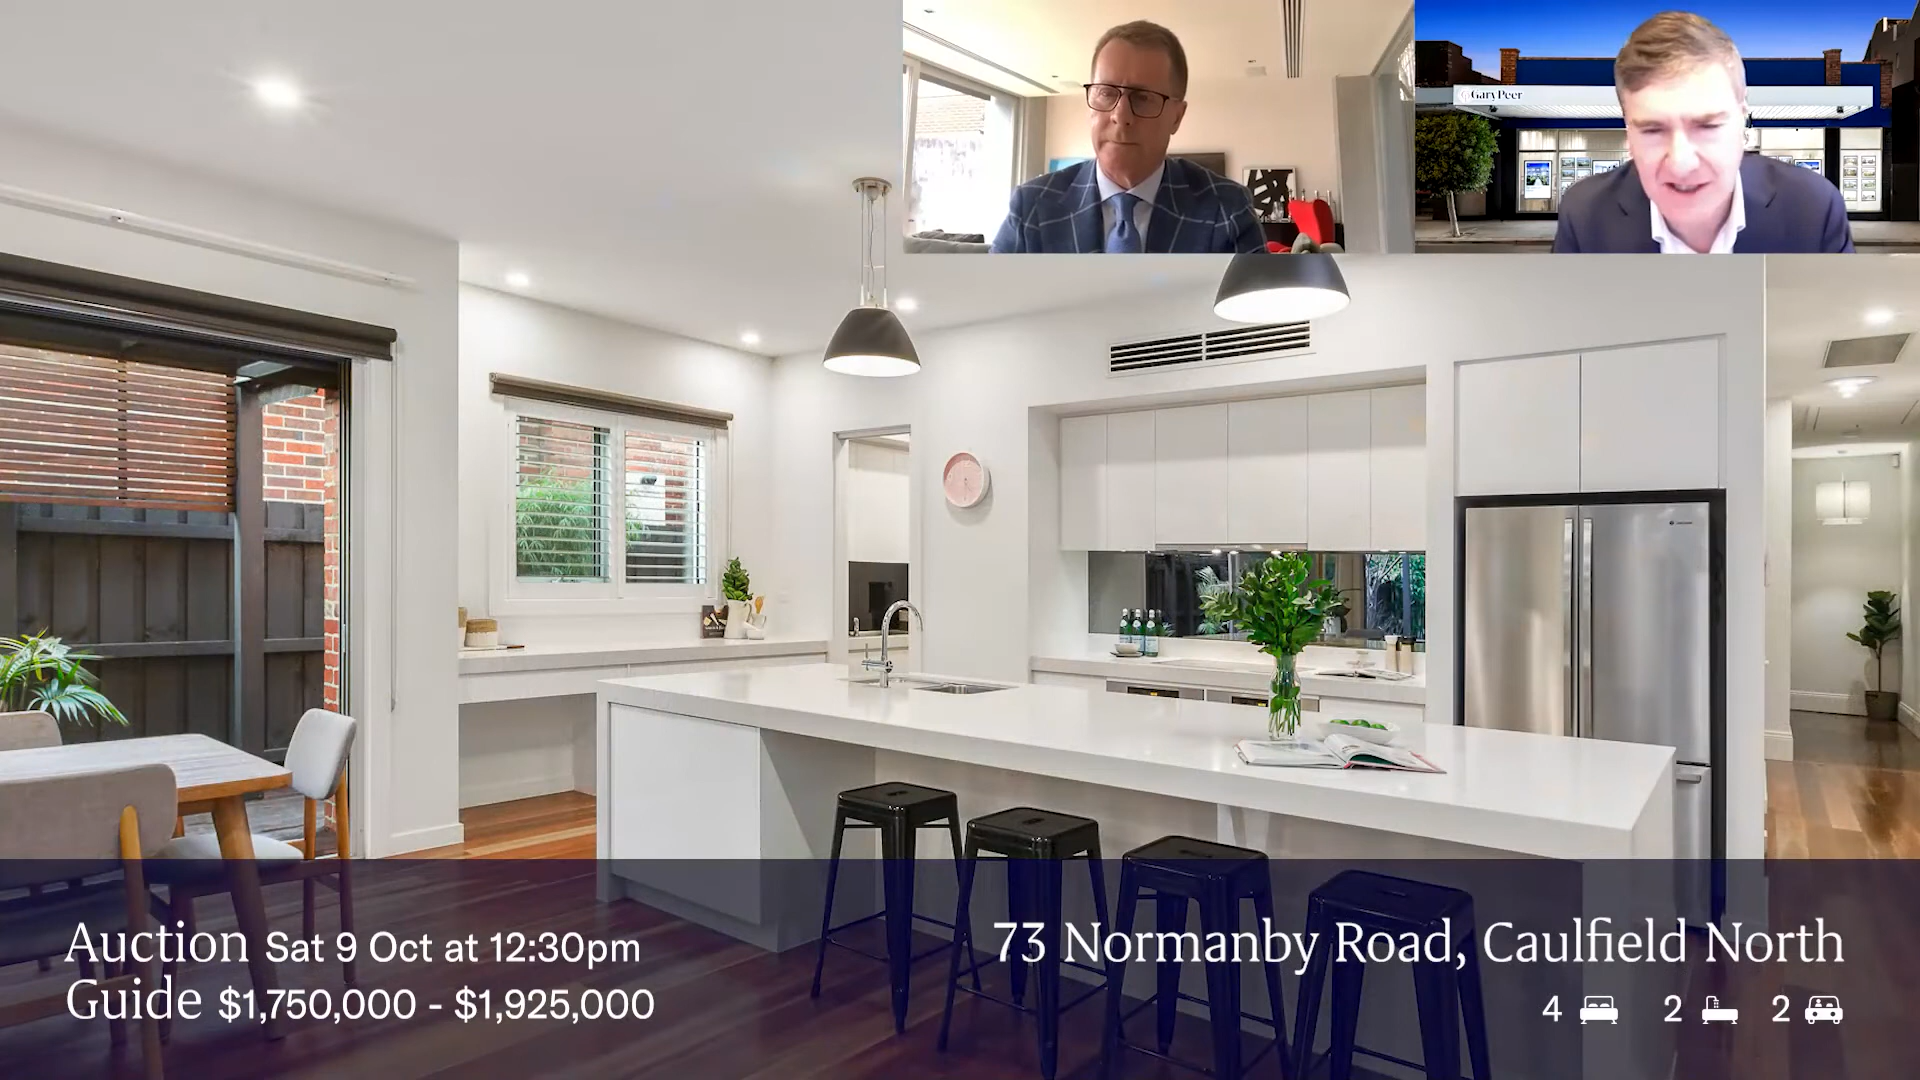 Gary Peer
Auction Sat 9 Oct at 12:30pm
Guide $1,750,000 - $1,925,000
73 Normanby Road, Caulfield North
4 2 2